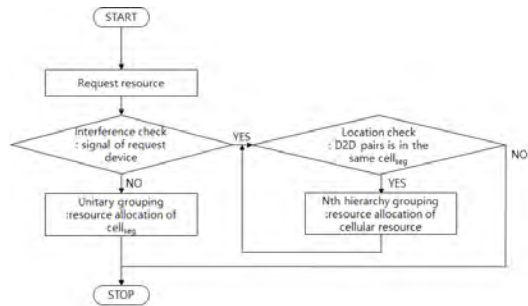 START
Request resource
Interference check
: signal of request
device
YES
Location check
: D2D pairs is in the
same cellseg
NO
NO
YES
Unitary grouping
:resource allocation of
cellseg
Nth hierarchy grouping
:resource allocation of
cellular resource
STOP